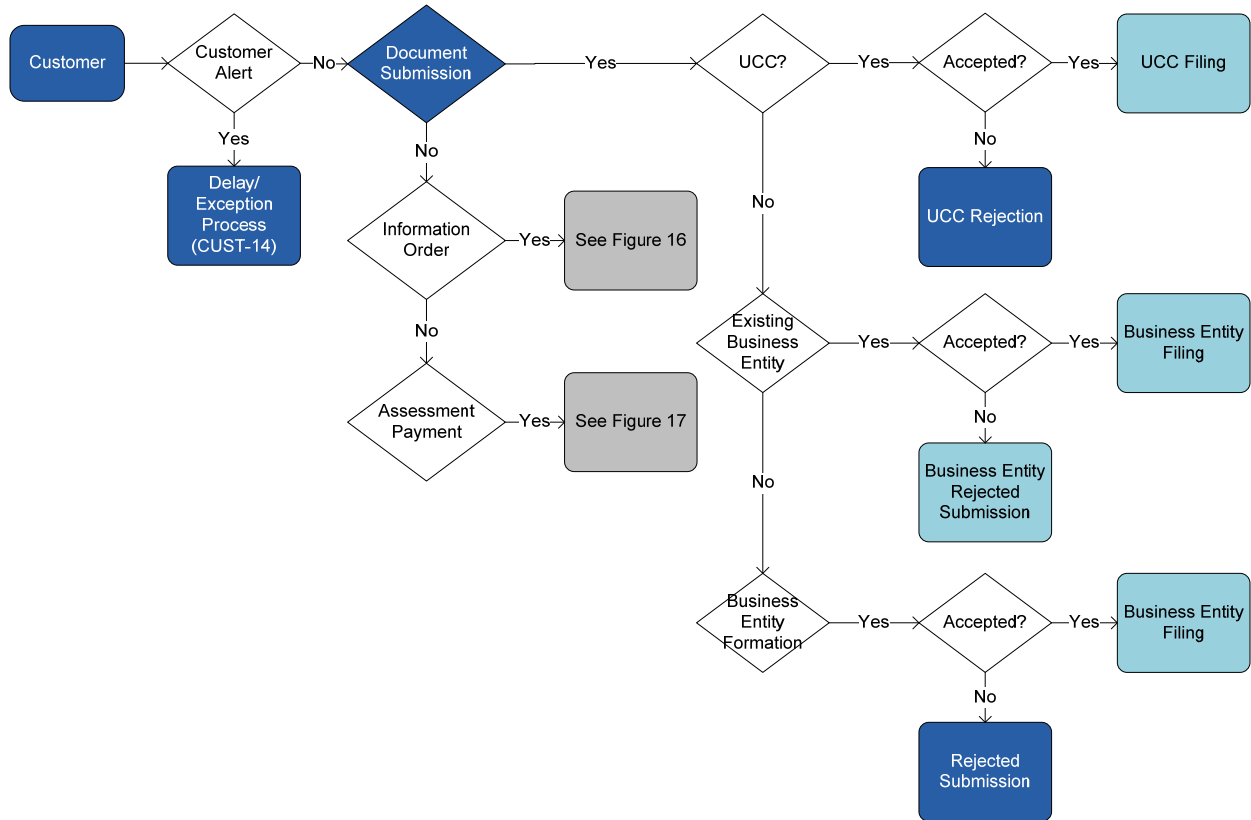 Customer
Customer
Alert
No
Document
Submission
Yes
UCC?
Yes
Accepted?
Yes
UCC Filing
Yes
Delay/
Exception
Process
(CUST-14)
No
Information
Order
Yes
See Figure 16
No
Assessment
Payment
Yes
See Figure 17
No
UCC Rejection
No
Existing
Business
Entity
Yes
Accepted?
Yes
Business Entity
Filing
No
Business Entity
Rejected
Submission
No
Business
Entity
Formation
Yes
Accepted?
Yes
Business Entity
Filing
No
Rejected
Submission